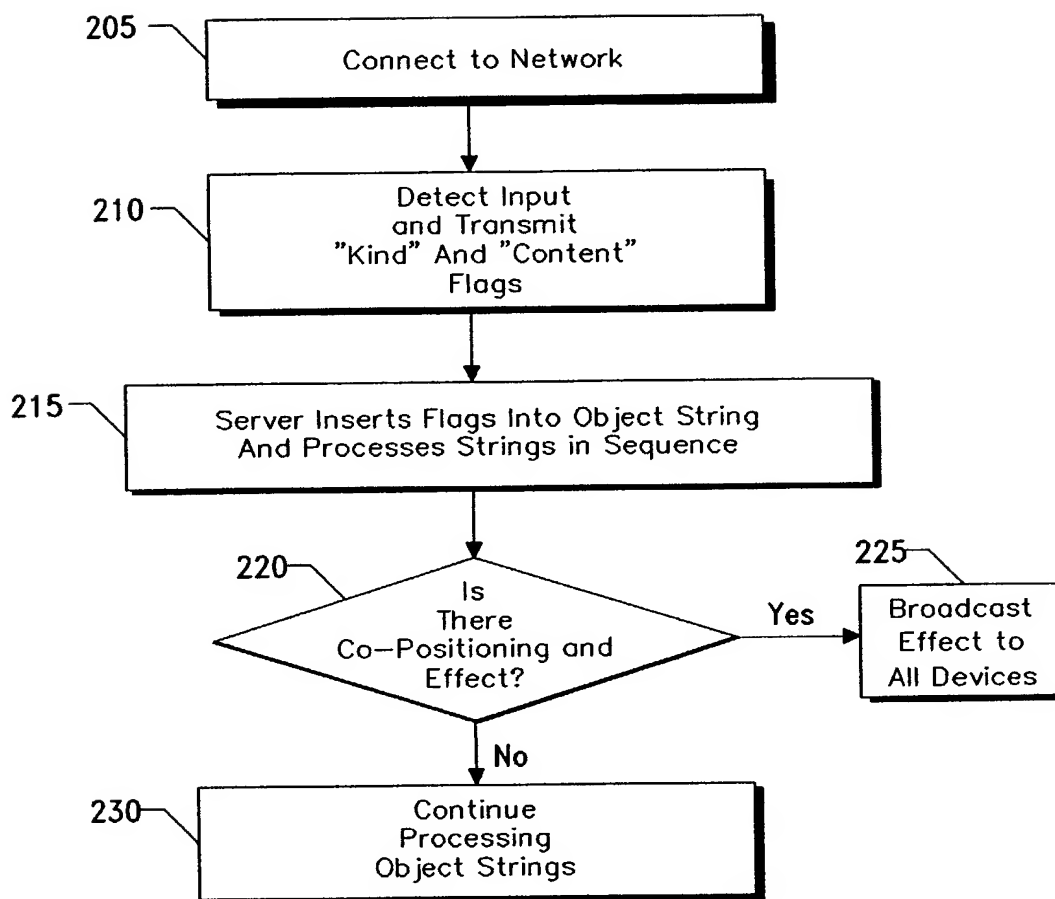 205
Connect to Network
210
Detect Input
and Transmit
"Kind" And "Content"
Flags
215
Server Inserts Flags Into Object String
And Processes Strings in Sequence
220
Is
There
Co-Positioning and
Effect?
Yes
225
Broadcast
Effect to
All Devices
No
230
Continue
Processing
Object Strings